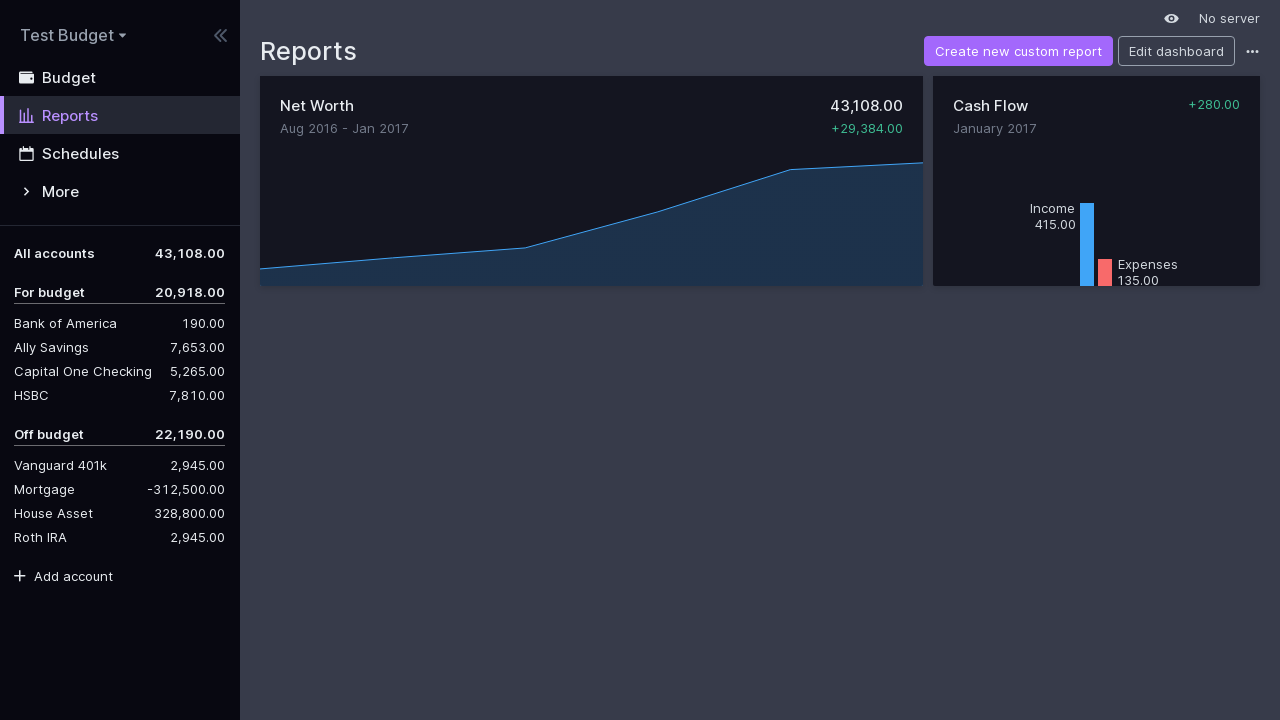 Test Budget
Budget
Reports
Schedules
More
All accounts 43,108.00
For budget 20,918.00
Bank of America 190.00
Ally Savings 7,653.00
Capital One Checking 5,265.00
HSBC 7,810.00
Off budget 22,190.00
Vanguard 401k 2,945.00
Mortgage -312,500.00
House Asset 328,800.00
Roth IRA 2,945.00
Add account
No server
Reports
Create new custom report
Edit dashboard
Net Worth 43,108.00
Aug 2016 - Jan 2017 +29,384.00
Cash Flow +280.00
January 2017
Income
415.00
Expenses
135.00